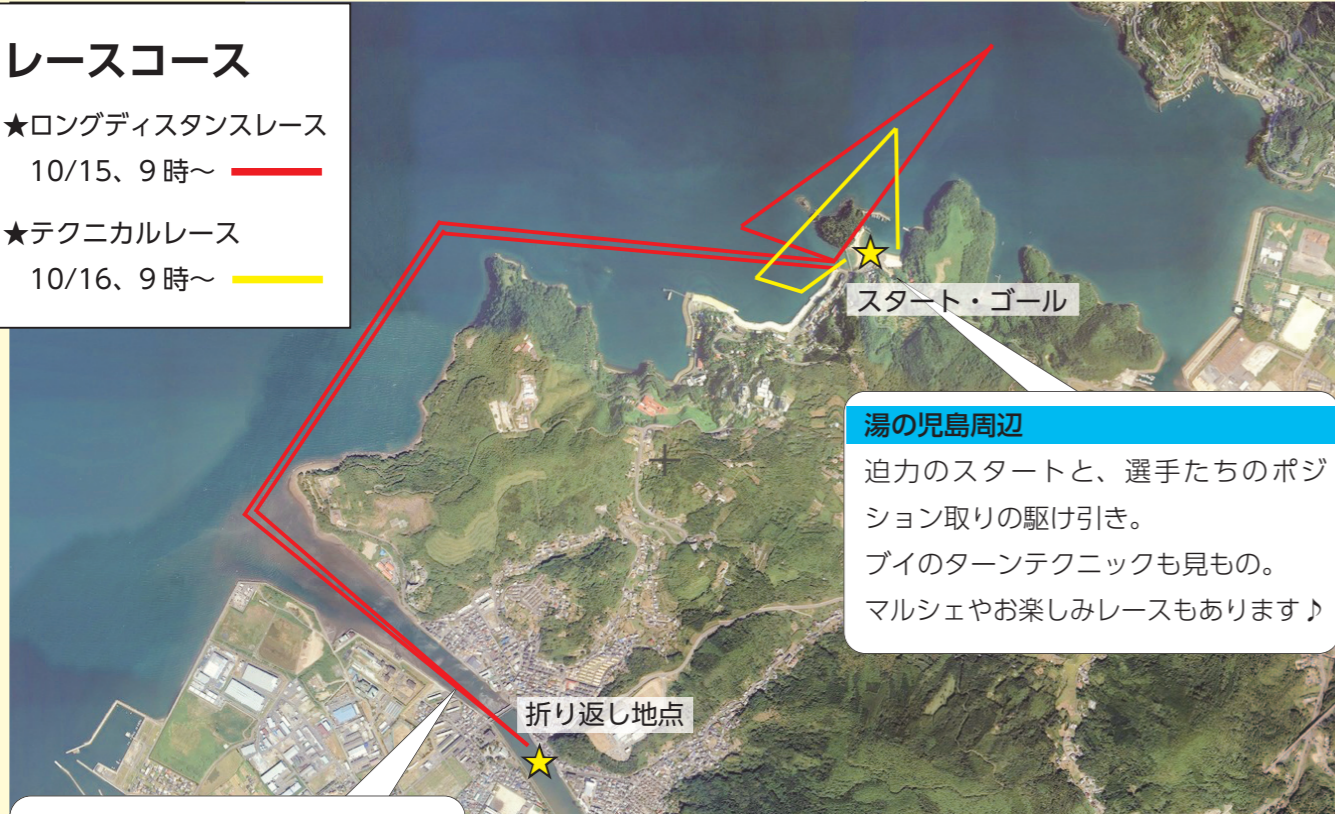 レースコース
★ロングディスタンスレース
10/15、9時～
★テクニカルレース
10/16、9時～
スタート・ゴール
湯の児島周辺
迫力のスタートと、選手たちのポジ
ション取りの駆け引き。
ブイのターンテクニックも見もの。
マルシェやお楽しみレースもあります♪
折り返し地点